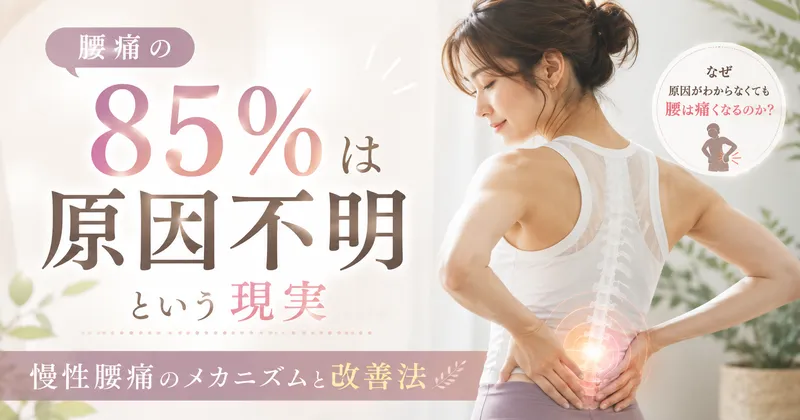 腰痛の
85%は
原因不明
という現実
慢性腰痛のメカニズムと改善法
なぜ
原因がわからなくても
腰は痛くなるのか?